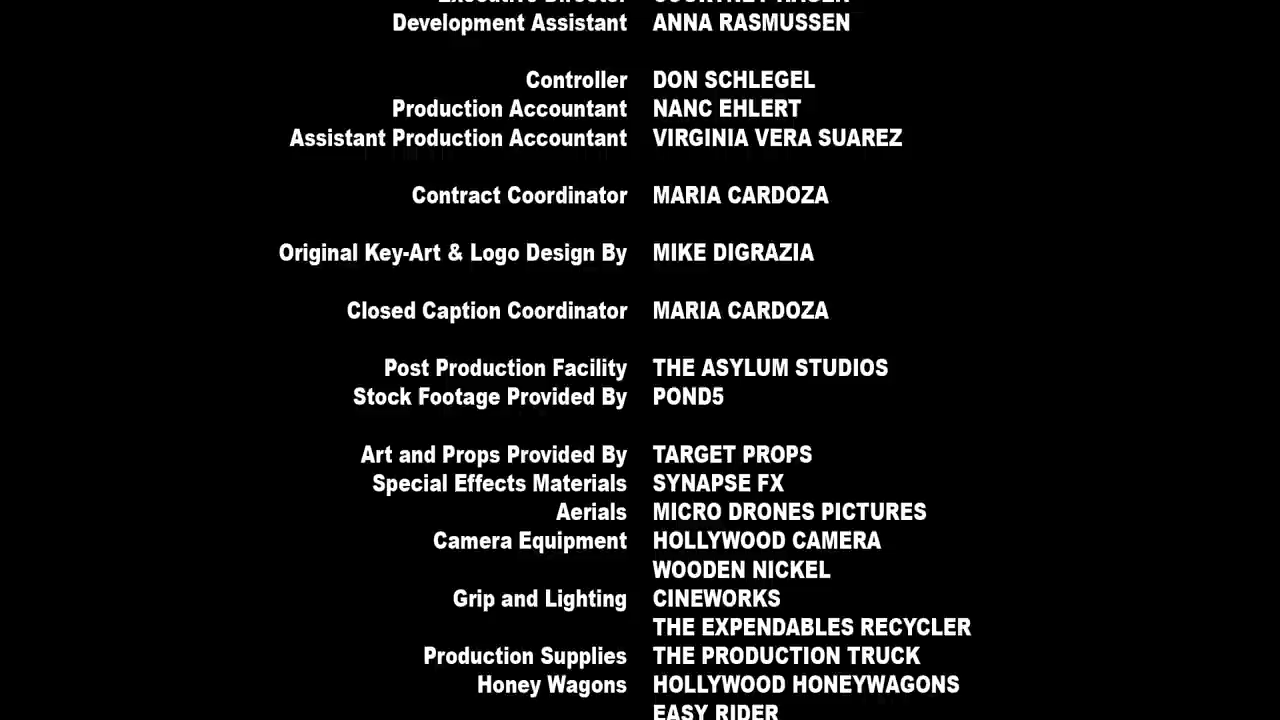 Executive Director COURTNEY HAGEN
Development Assistant ANNA RASMUSSEN
Controller DON SCHLEGEL
Production Accountant NANC EHLERT
Assistant Production Accountant VIRGINIA VERA SUAREZ
Contract Coordinator MARIA CARDOZA
Original Key-Art & Logo Design By MIKE DIGRAZIA
Closed Caption Coordinator MARIA CARDOZA
Post Production Facility THE ASYLUM STUDIOS
Stock Footage Provided By POND5
Art and Props Provided By TARGET PROPS
Special Effects Materials SYNAPSE FX
Aerials MICRO DRONES PICTURES
Camera Equipment HOLLYWOOD CAMERA
WOODEN NICKEL
Grip and Lighting CINEWORKS
THE EXPENDABLES RECYCLER
Production Supplies THE PRODUCTION TRUCK
Honey Wagons HOLLYWOOD HONEYWAGONS
EASY RIDER